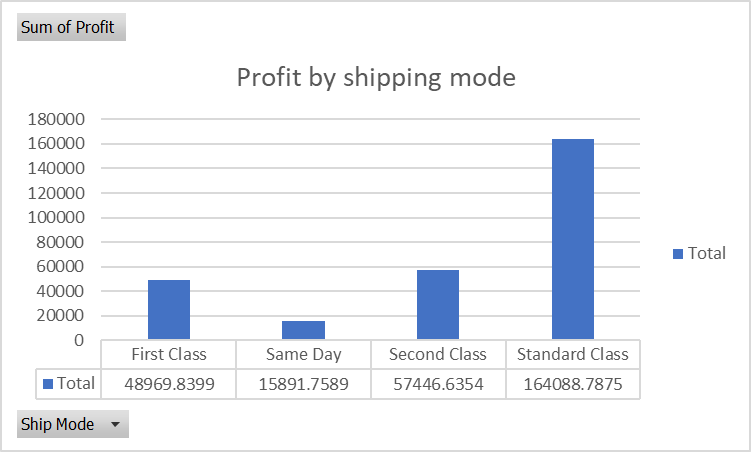 Sum of Profit
Profit by shipping mode
180000
160000
140000
120000
100000
80000
60000
40000
20000
0
Total
First Class Same Day Second Class Standard Class
Total 48969.8399 15891.7589 57446.6354 164088.7875
Ship Mode